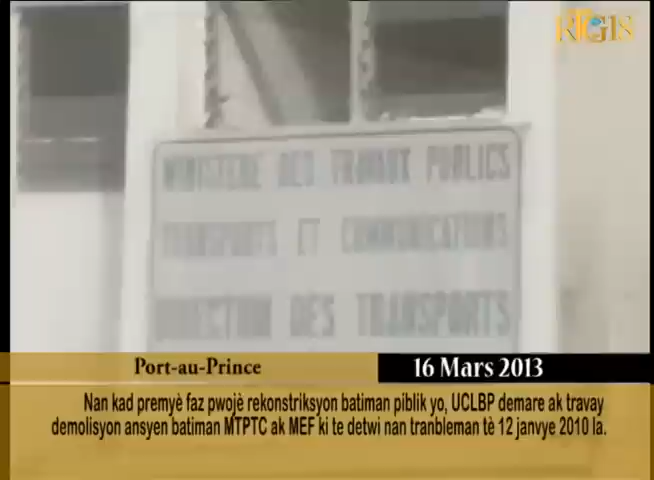 RTG18
MINISTERE DES TRAVAUX PUBLICS
TRANSPORTS ET COMMUNICATIONS
DIRECTION DES TRANSPORTS
Port-au-Prince
16 Mars 2013
Nan kad premyè faz pwojè rekonstriksyon batiman piblik yo, UCLBP demare ak travay
demolisyon ansyen batiman MTPTC ak MEF ki te detwi nan tranbleman tè 12 janvye 2010 la.